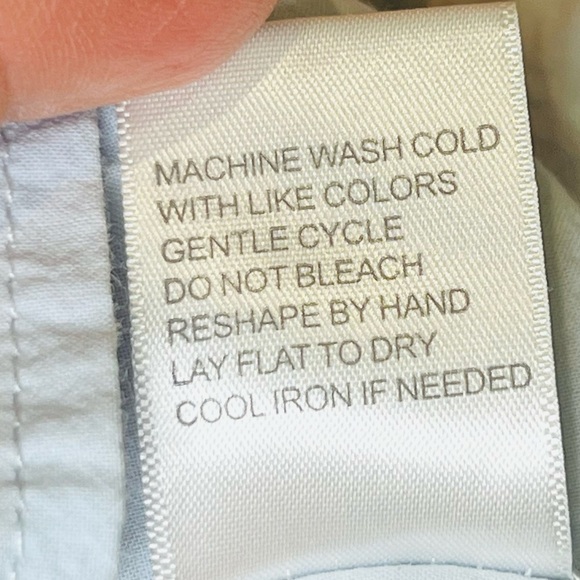 MACHINE WASH COLD
WITH LIKE COLORS
GENTLE CYCLE
DO NOT BLEACH
RESHAPE BY HAND
LAY FLAT TO DRY
COOL IRON IF NEEDED